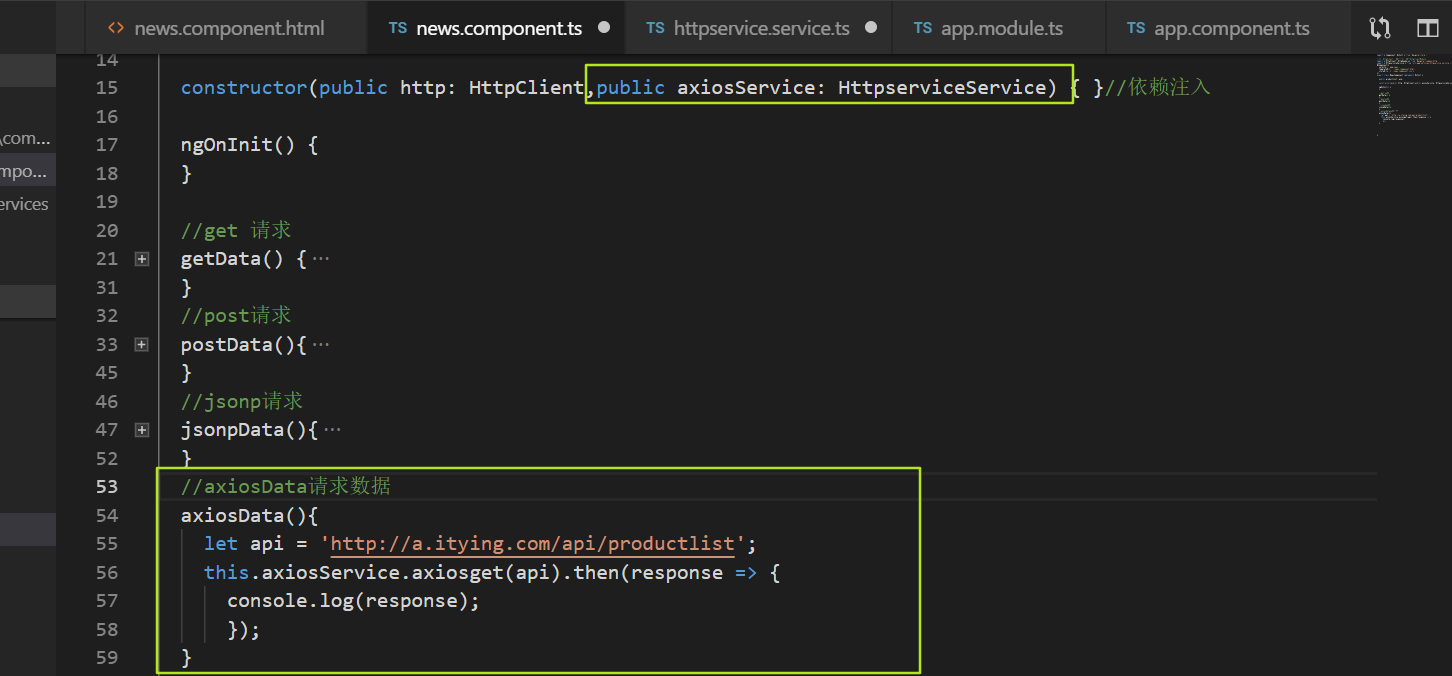 <> news.component.html TS news.component.ts ● TS httpservice.service.ts ● TS app.module.ts TS app.component.ts
14
15 constructor(public http: HttpClient,public axiosService: HttpserviceService) { }//依赖注入
16
\com...
17 ngOnInit() {
mpo...
18 }
19
ervices
20 //get 请求
21 getData() { ···
31 }
32 //post请求
33 postData(){ ···
45 }
46 //jsonp请求
47 jsonpData(){ ···
52 }
53 //axiosData请求数据
54 axiosData(){
55 let api = 'http://a.itying.com/api/productlist';
56 this.axiosService.axiosget(api).then(response => {
57 console.log(response);
58 });
59 }